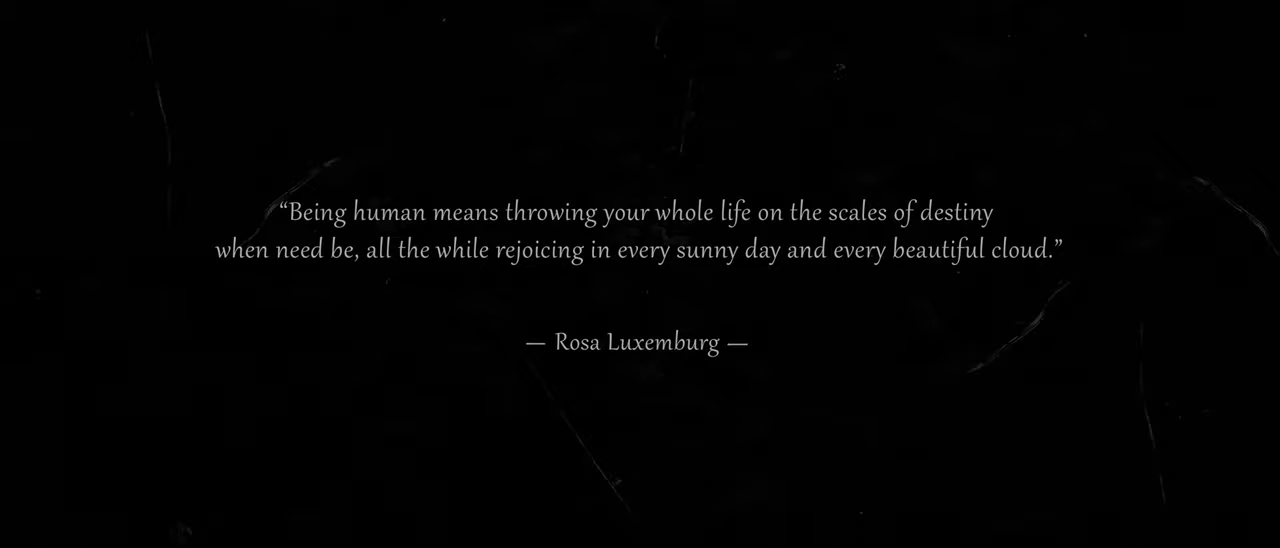 “Being human means throwing your whole life on the scales of destiny
when need be, all the while rejoicing in every sunny day and every beautiful cloud.”
— Rosa Luxemburg —